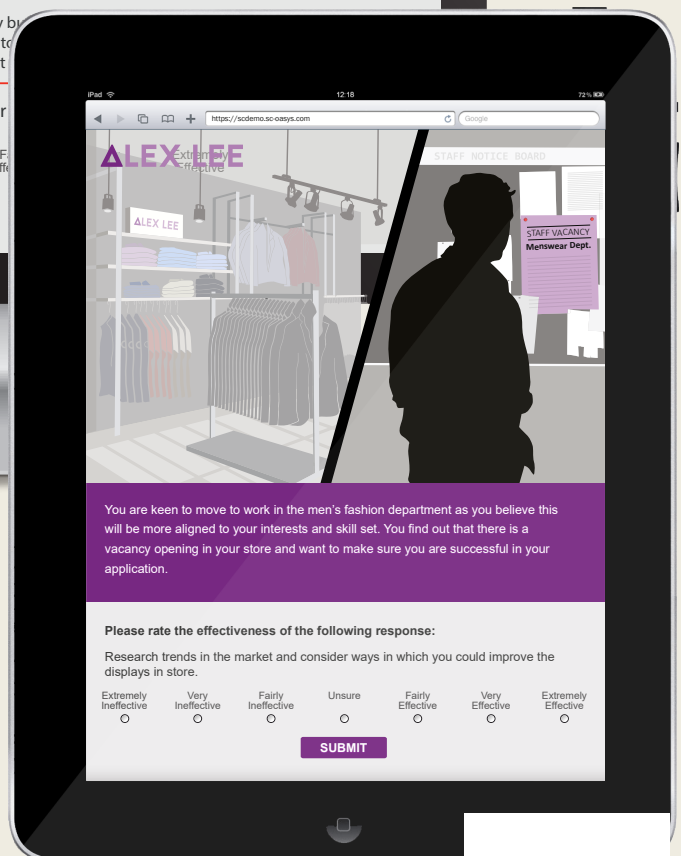 iPad
12:18
72%
https://scdemo.sc-oasys.com
Google
ALEX LEE
Extremely
Effective
STAFF NOTICE BOARD
ALEX LEE
STAFF VACANCY
Menswear Dept.
You are keen to move to work in the men's fashion department as you believe this
will be more aligned to your interests and skill set. You find out that there is a
vacancy opening in your store and want to make sure you are successful in your
application.
Please rate the effectiveness of the following response:
Research trends in the market and consider ways in which you could improve the
displays in store.
Extremely Ineffective
Very Ineffective
Fairly Ineffective
Unsure
Fairly Effective
Very Effective
Extremely Effective
SUBMIT